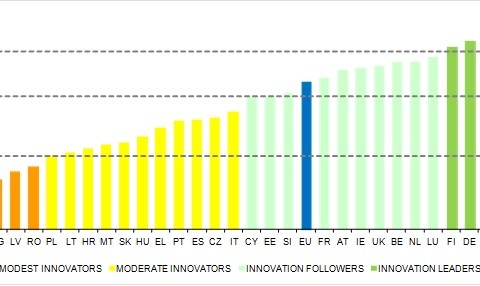 G LV RO PL LT HR MT SK HU EL PT ES CZ IT CY EE SI EU FR AT IE UK BE NL LU FI DE
MODEST INNOVATORS MODERATE INNOVATORS INNOVATION FOLLOWERS INNOVATION LEADERS